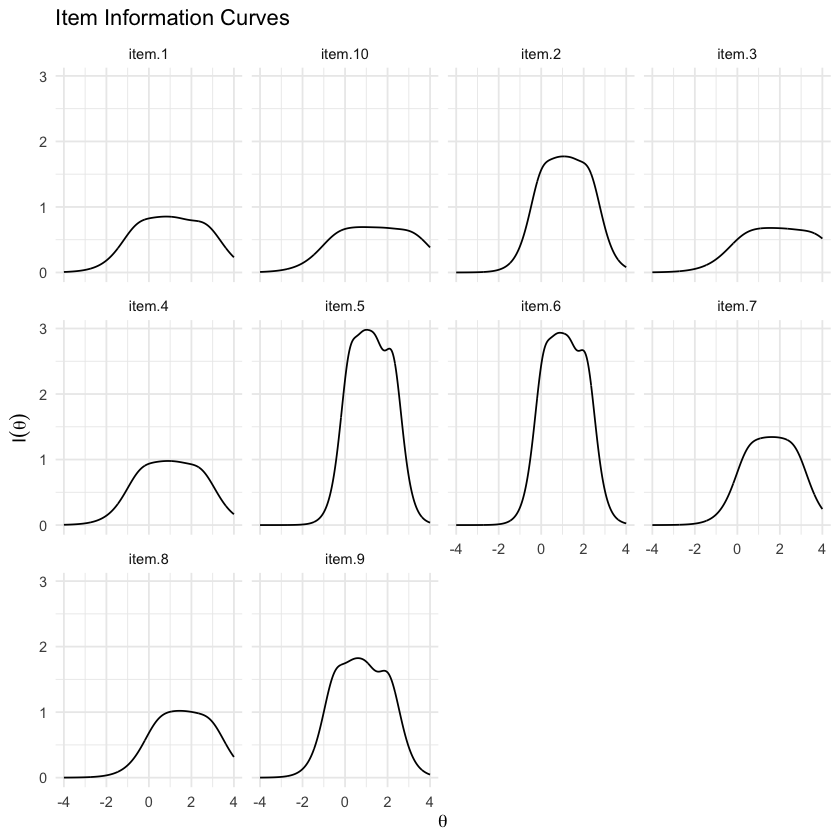 Item Information Curves
item.1 item.10 item.2 item.3
3
2
1
0
item.4 item.5 item.6 item.7
3
2
1
0
-4 -2 0 2 4 -4 -2 0 2 4
item.8 item.9
3
2
1
0
-4 -2 0 2 4 -4 -2 0 2 4
I(θ)
θ